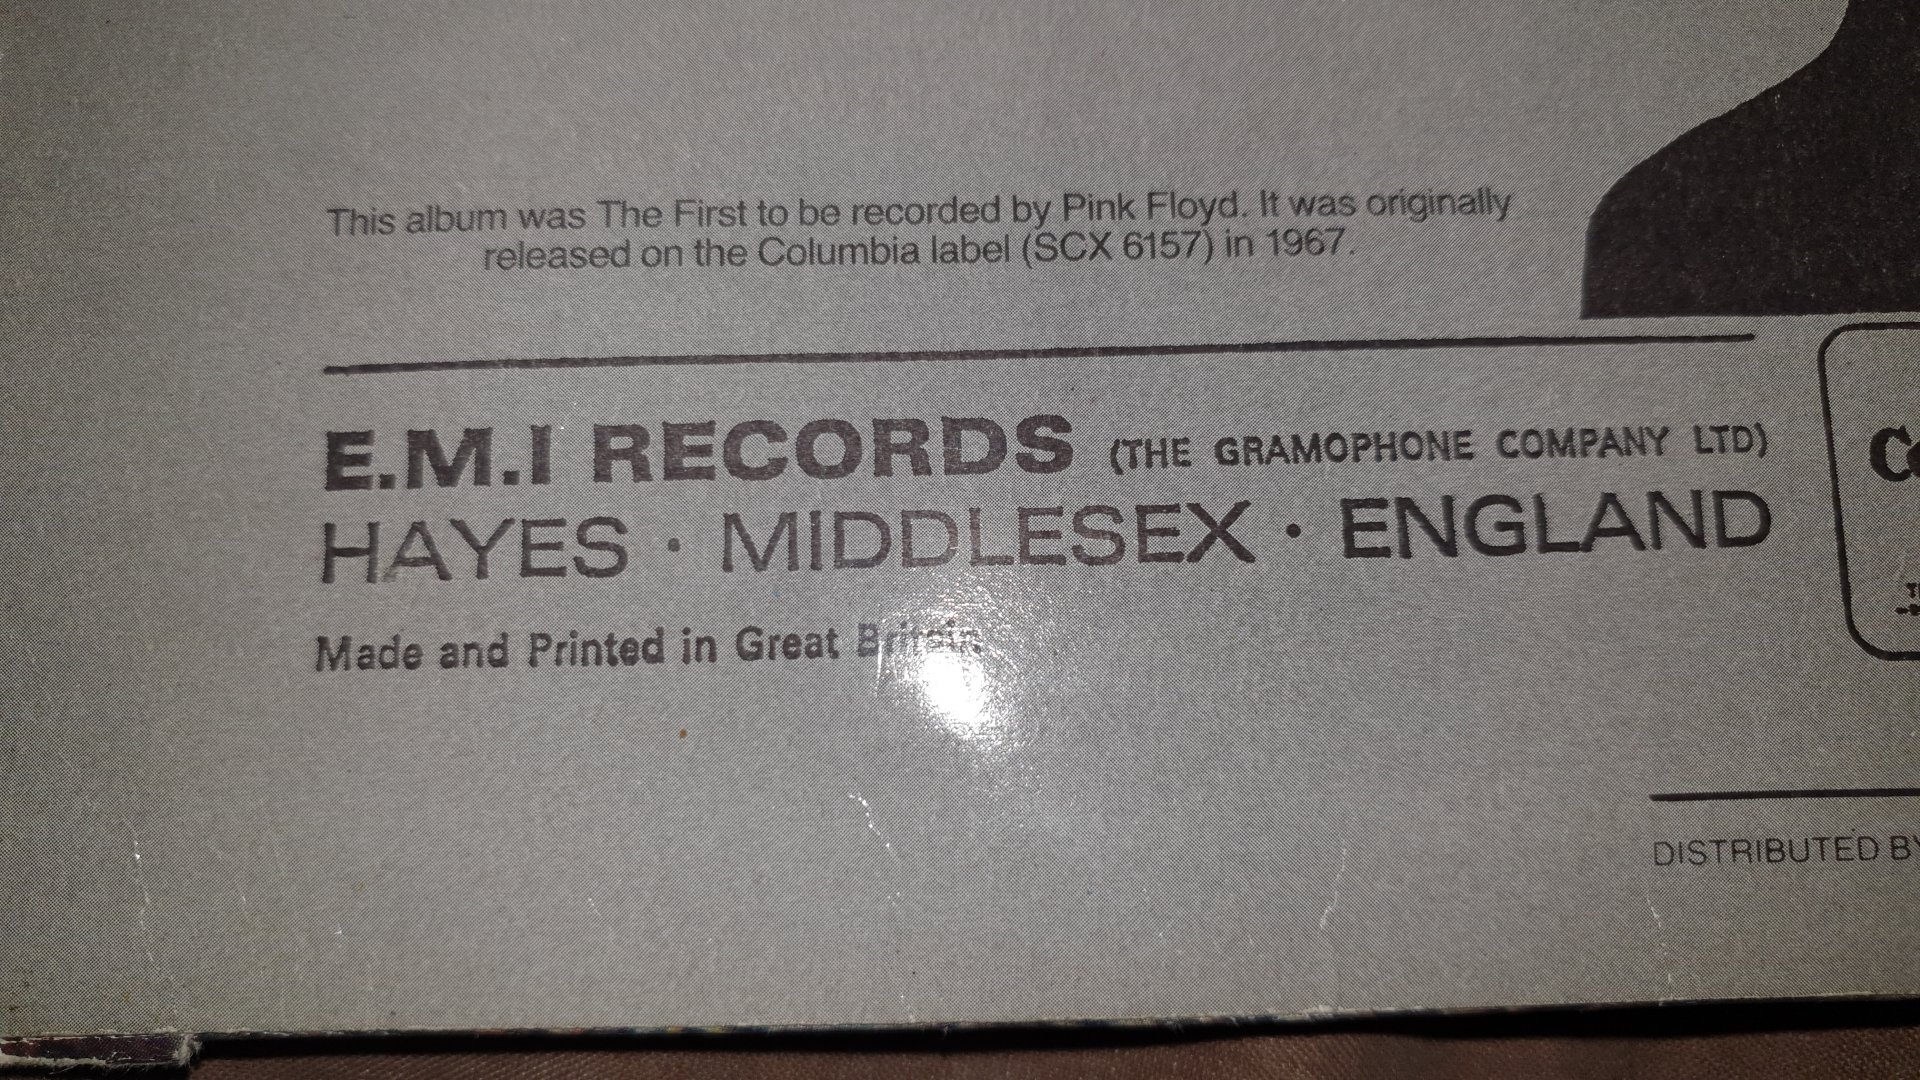 This album was The First to be recorded by Pink Floyd. It was originally
released on the Columbia label (SCX 6157) in 1967.
E.M.I RECORDS (THE GRAMOPHONE COMPANY LTD)
HAYES · MIDDLESEX · ENGLAND
Made and Printed in Great Britain
DISTRIBUTED BY